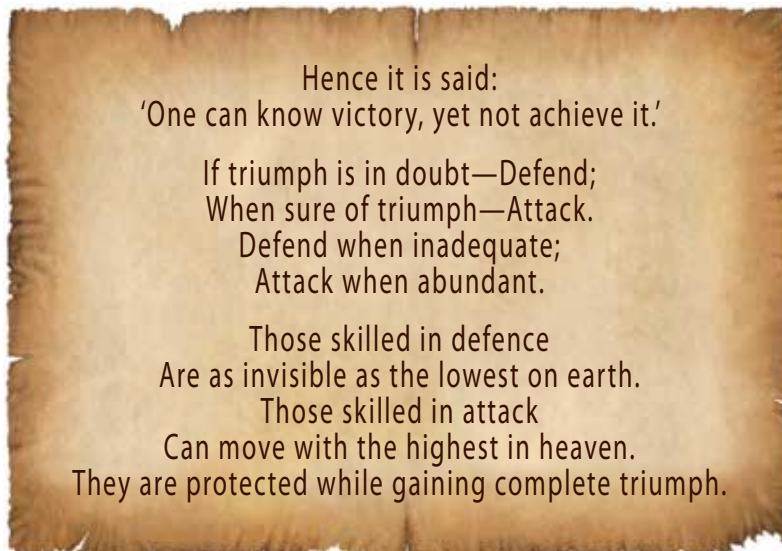 Hence it is said:
‘One can know victory, yet not achieve it.’
If triumph is in doubt—Defend;
When sure of triumph—Attack.
Defend when inadequate;
Attack when abundant.
Those skilled in defence
Are as invisible as the lowest on earth.
Those skilled in attack
Can move with the highest in heaven.
They are protected while gaining complete triumph.